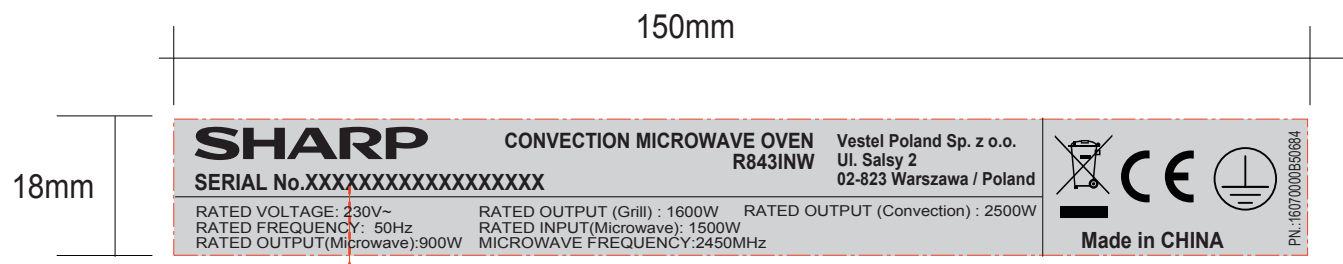 150mm
18mm
SHARP
CONVECTION MICROWAVE OVEN
R843INW
SERIAL No.XXXXXXXXXXXXXXXXXX
Vestel Poland Sp. z o.o.
Ul. Salsy 2
02-823 Warszawa / Poland
RATED VOLTAGE: 230V~
RATED FREQUENCY: 50Hz
RATED OUTPUT(Microwave):900W
RATED OUTPUT (Grill) : 1600W
RATED INPUT(Microwave): 1500W
MICROWAVE FREQUENCY:2450MHz
RATED OUTPUT (Convection) : 2500W
CE
Made in CHINA
PN.:16070000B50684